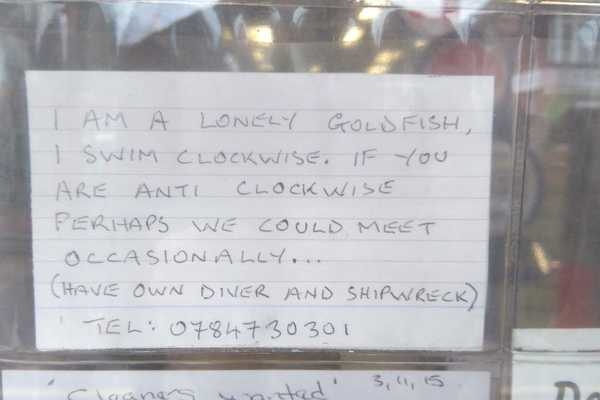 I AM A LONELY GOLDFISH,
I SWIM CLOCKWISE. IF YOU
ARE ANTI CLOCKWISE
PERHAPS WE COULD MEET
OCCASIONALLY...
(HAVE OWN DIVER AND SHIPWRECK)
TEL: 0784730301
'Cleaners wanted' 3,11,15